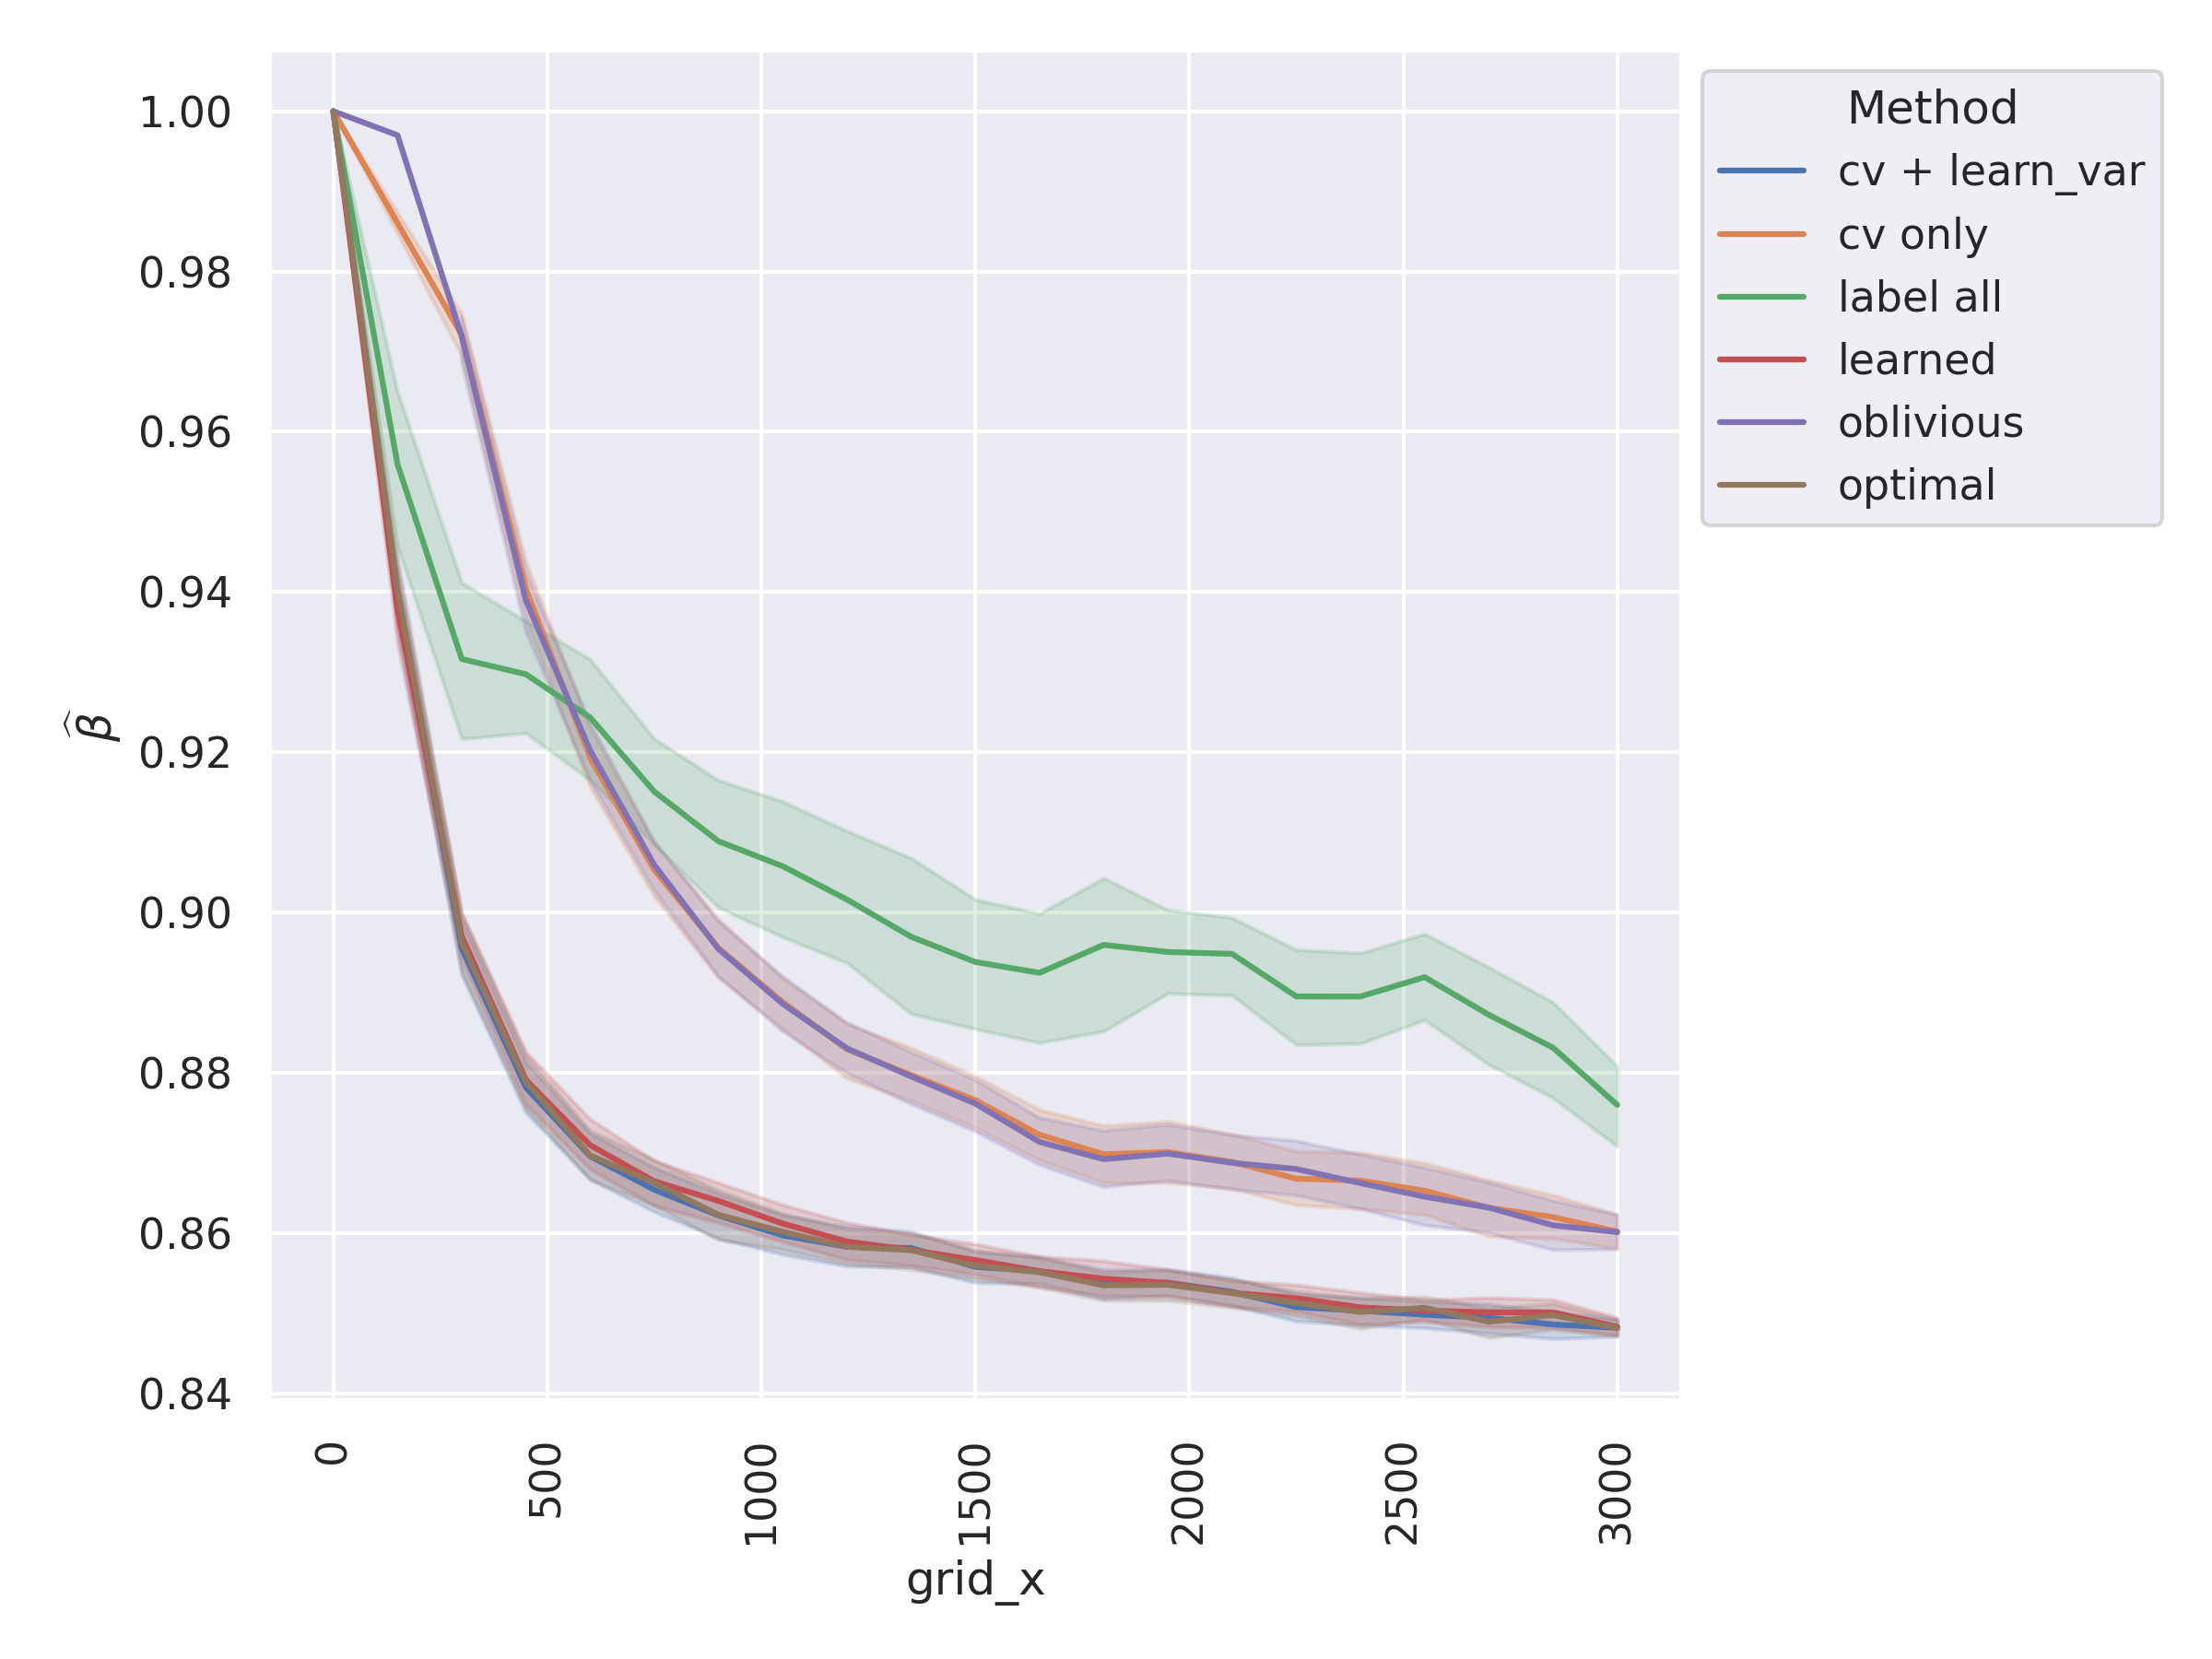 1.00
0.98
0.96
0.94
0.92
0.90
0.88
0.86
0.84
β̂
0
500
1000
1500
2000
2500
3000
grid_x
Method
cv + learn_var
cv only
label all
learned
oblivious
optimal